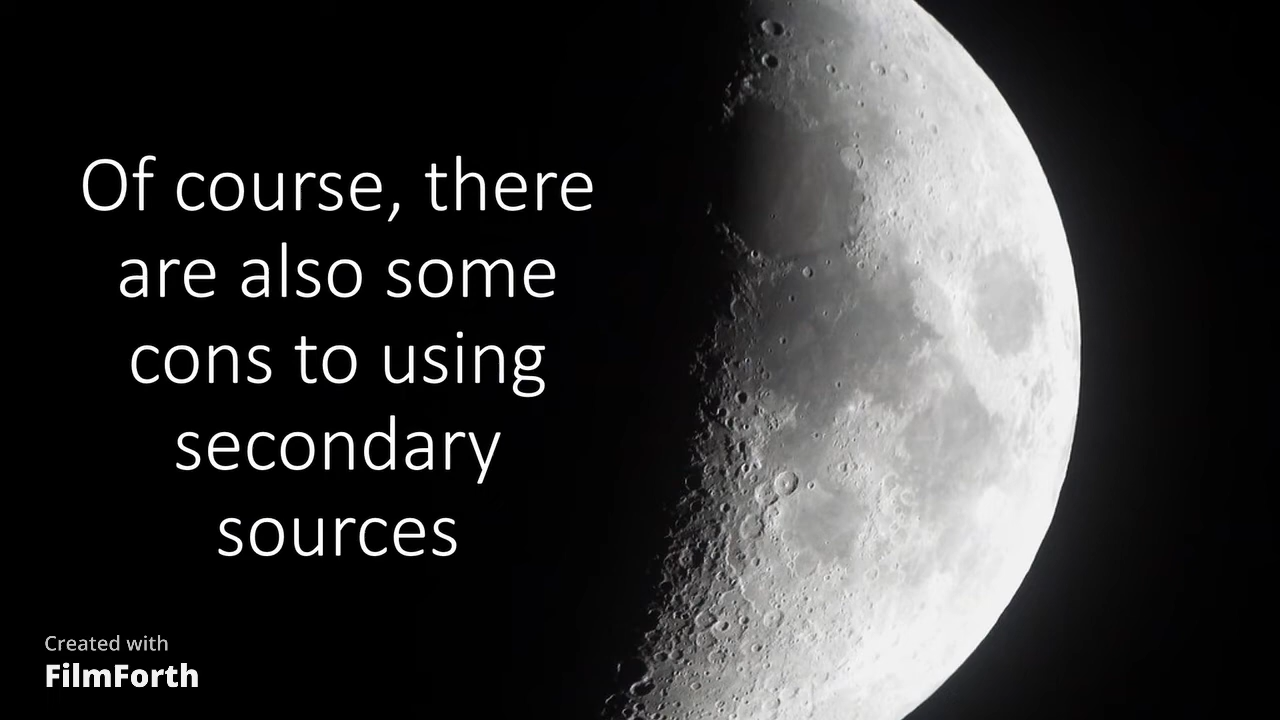 Of course, there
are also some
cons to using
secondary
sources
Created with
FilmForth